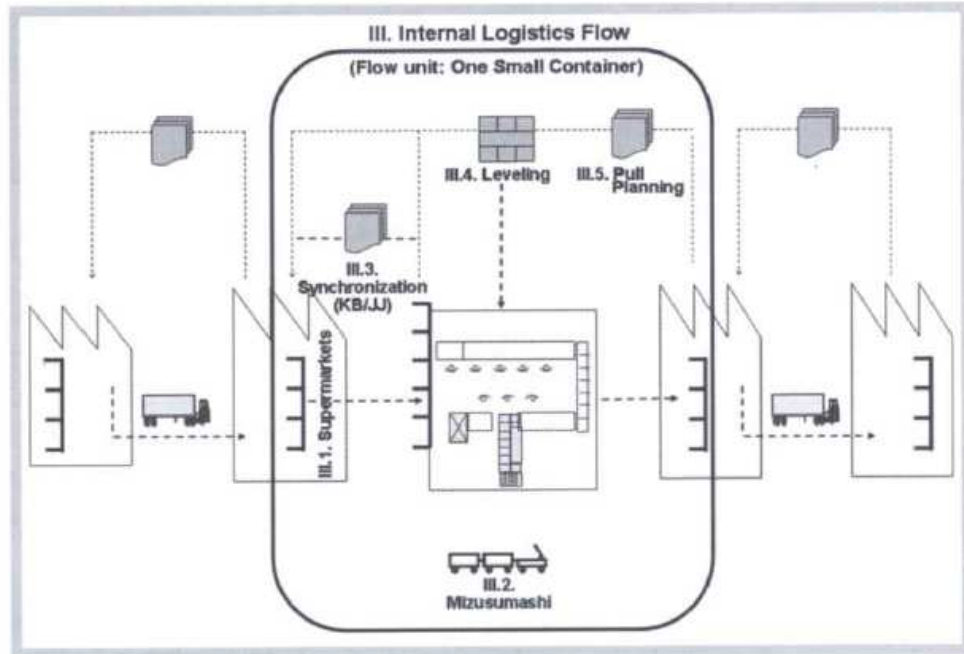 III. Internal Logistics Flow
(Flow unit: One Small Container)
III.4. Leveling
III.5. Pull
Planning
III.3.
Synchronization
(KB/JJ)
III.1. Supermarkets
III.2.
Mizusumashi